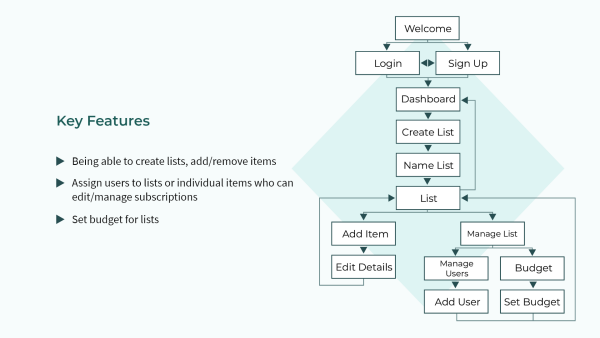 Key Features
Being able to create lists, add/remove items
Assign users to lists or individual items who can
edit/manage subscriptions
Set budget for lists
Welcome
Login
Sign Up
Dashboard
Create List
Name List
List
Add Item
Manage List
Edit Details
Manage
Users
Budget
Add User
Set Budget